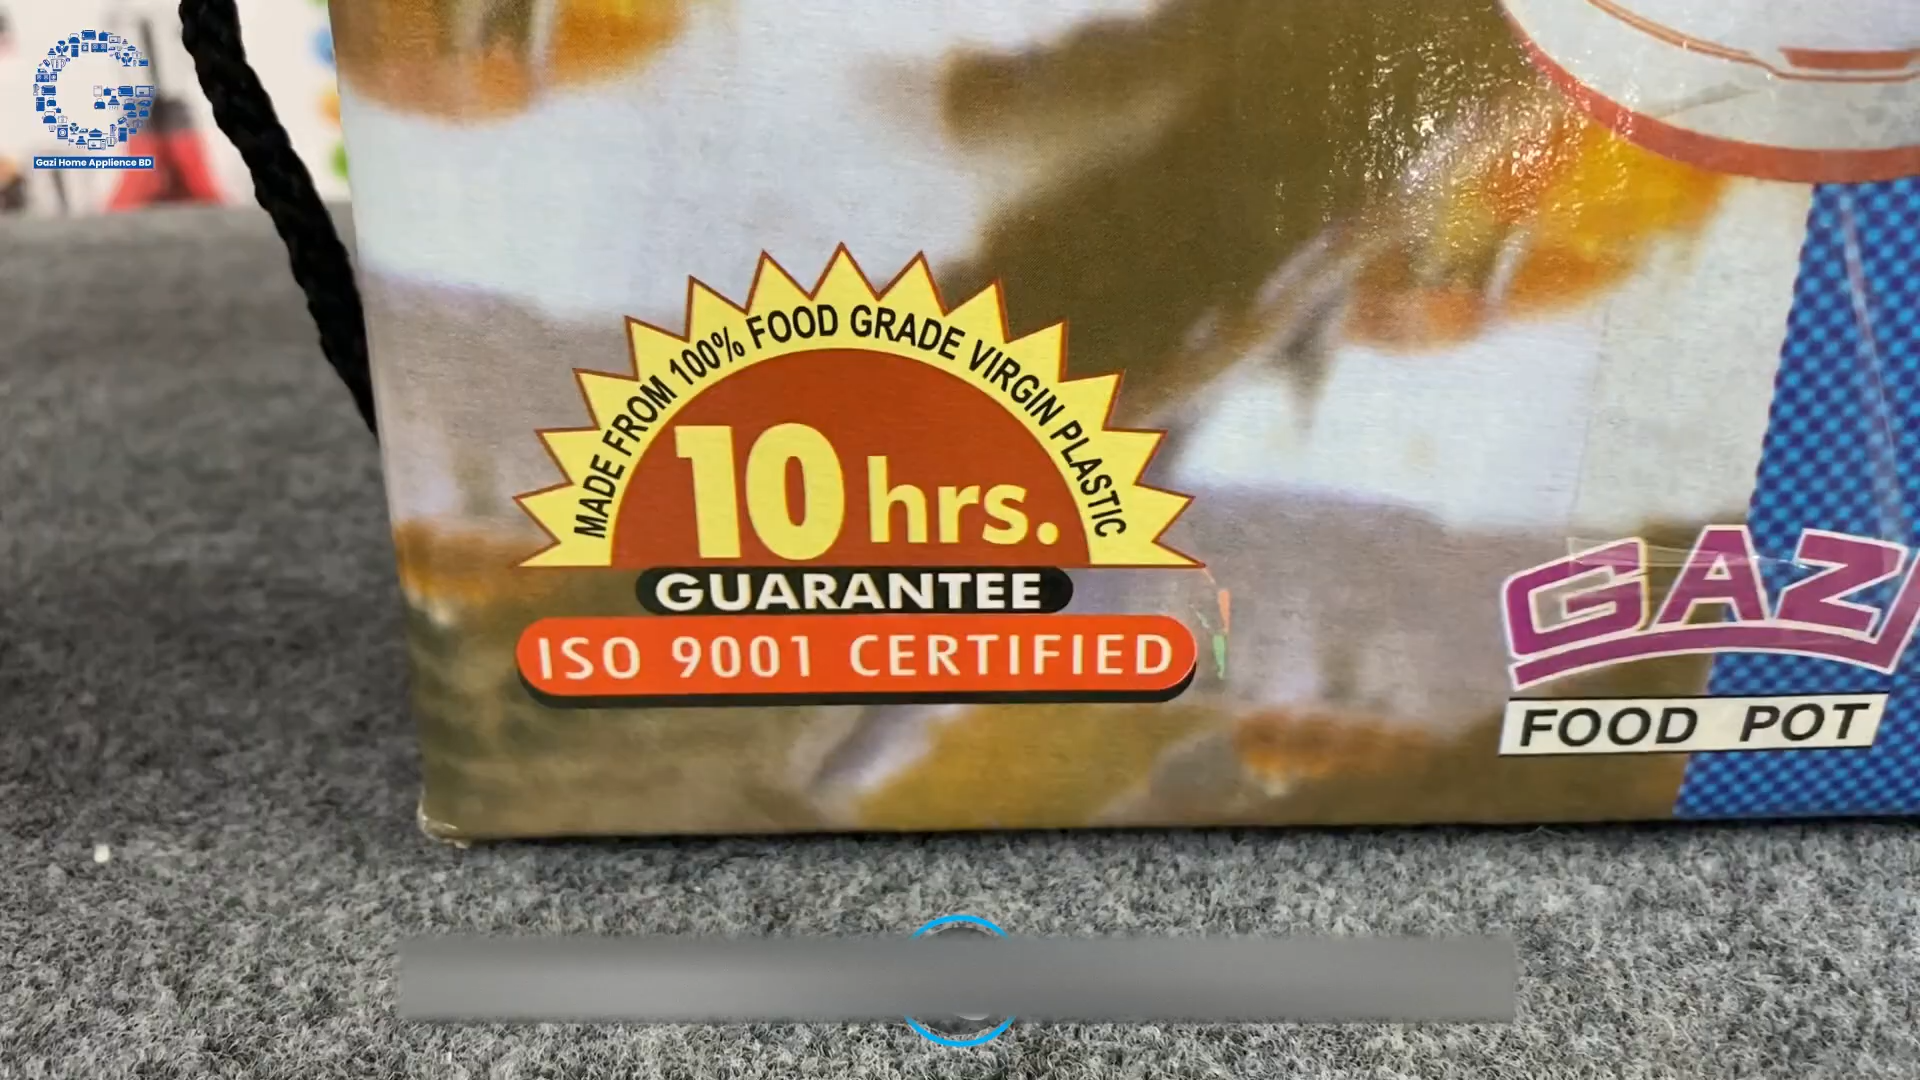 Gazi Home Applience BD
MADE FROM 100% FOOD GRADE VIRGIN PLASTIC
10 hrs.
GUARANTEE
ISO 9001 CERTIFIED
GAZI
FOOD POT